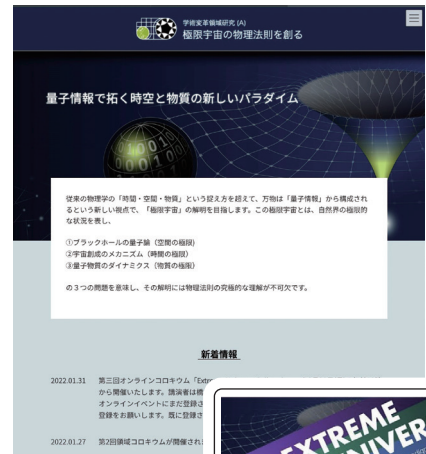 学術変革領域研究 (A)
極限宇宙の物理法則を創る
量子情報で拓く時空と物質の新しいパラダイム
従来の物理学の「時間・空間・物質」という捉え方を超えて、万物は「量子情報」から構成され
るという新しい視点で、「極限宇宙」の解明を目指します。この極限宇宙とは、自然界の極限的
な状況を表し、
①ブラックホールの量子論（空間の極限)
②宇宙創成のメカニズム（時間の極限）
③量子物質のダイナミクス（物質の極限）
の３つの問題を意味し、その解明には物理法則の究極的な理解が不可欠です。
新着情報
2022.01.31 第三回オンラインコロキウム「Extre
から開催いたします。講演者は
オンラインイベントにまだ登録さ
登録をお願いします。既に登録さ
2022.01.27 第2回領域コロキウムが開催され
EXTREME
NIVER